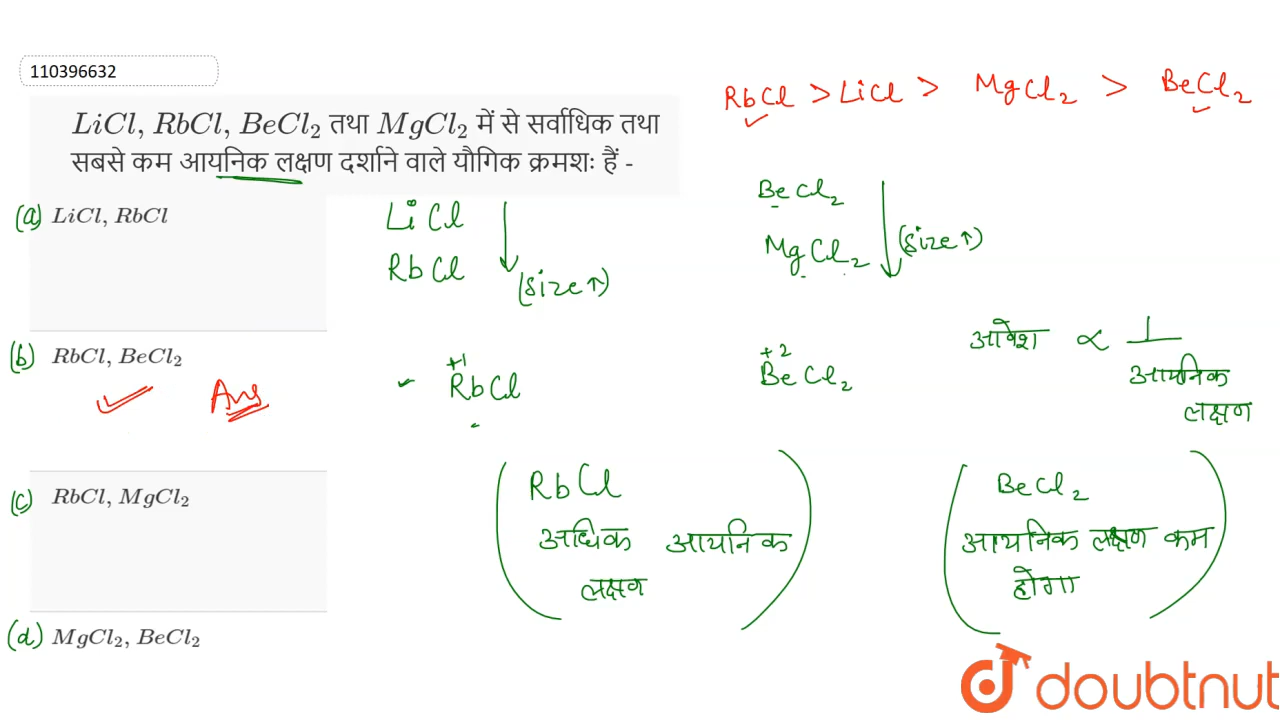 110396632
RbCl > LiCl > MgCl2 > BeCl2
LiCl, RbCl, BeCl2 तथा MgCl2 में से सर्वाधिक तथा
सबसे कम आयनिक लक्षण दर्शाने वाले यौगिक क्रमशः हैं -
(a) LiCl, RbCl
LiCl
RbCl
(size↑)
BeCl2
MgCl2
(size↑)
(b) RbCl, BeCl2
Ans
+1
RbCl
+2
BeCl2
आवेश ∝ 1
आयनिक
लक्षण
(c) RbCl, MgCl2
RbCl
अधिक आयनिक
लक्षण
BeCl2
आयनिक लक्षण कम
होगा
(d) MgCl2, BeCl2
doubtnut